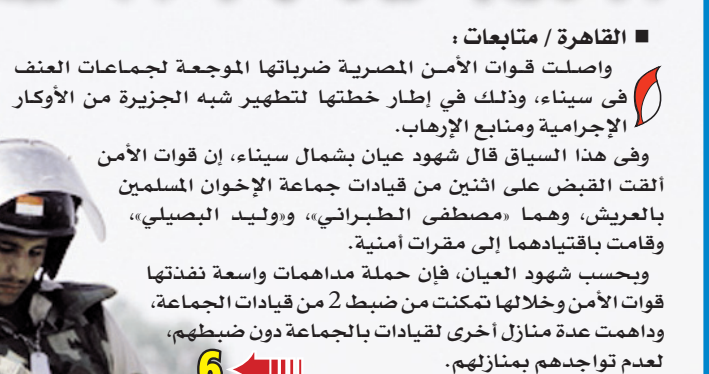 ■ القاهرة / متابعات :
واصلت قوات الأمن المصرية ضرباتها الموجعة لجماعات العنف
فى سيناء، وذلك في إطار خطتها لتطهير شبه الجزيرة من الأوكار
الإجرامية ومنابع الإرهاب.
وفى هذا السياق قال شهود عيان بشمال سيناء، إن قوات الأمن
ألقت القبض على اثنين من قيادات جماعة الإخوان المسلمين
بالعريش، وهما «مصطفى الطبراني»، و«وليد البصيلي»،
وقامت باقتيادهما إلى مقرات أمنية.
وبحسب شهود العيان، فإن حملة مداهمات واسعة نفذتها
قوات الأمن وخلالها تمكنت من ضبط 2 من قيادات الجماعة،
وداهمت عدة منازل أخرى لقيادات بالجماعة دون ضبطهم،
لعدم تواجدهم بمنازلهم.
6